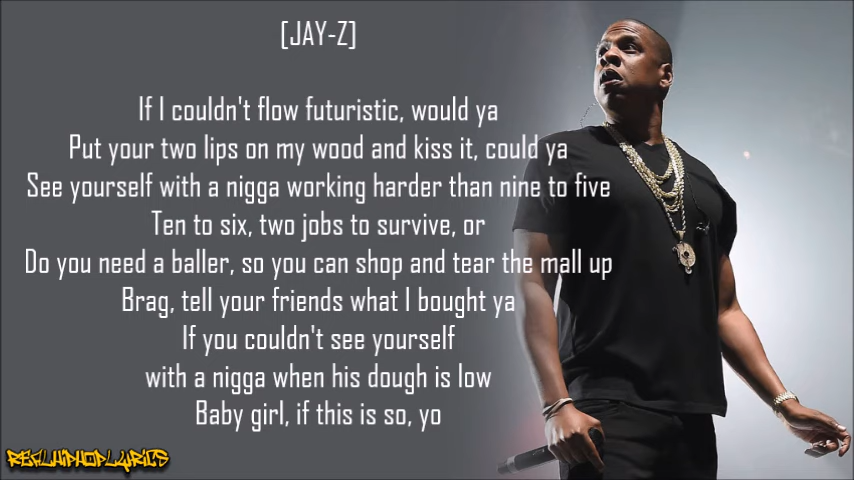 [JAY-Z]
If I couldn't flow futuristic, would ya
Put your two lips on my wood and kiss it, could ya
See yourself with a nigga working harder than nine to five
Ten to six, two jobs to survive, or
Do you need a baller, so you can shop and tear the mall up
Brag, tell your friends what I bought ya
If you couldn't see yourself
with a nigga when his dough is low
Baby girl, if this is so, yo
REALHIPHOPLYRICS